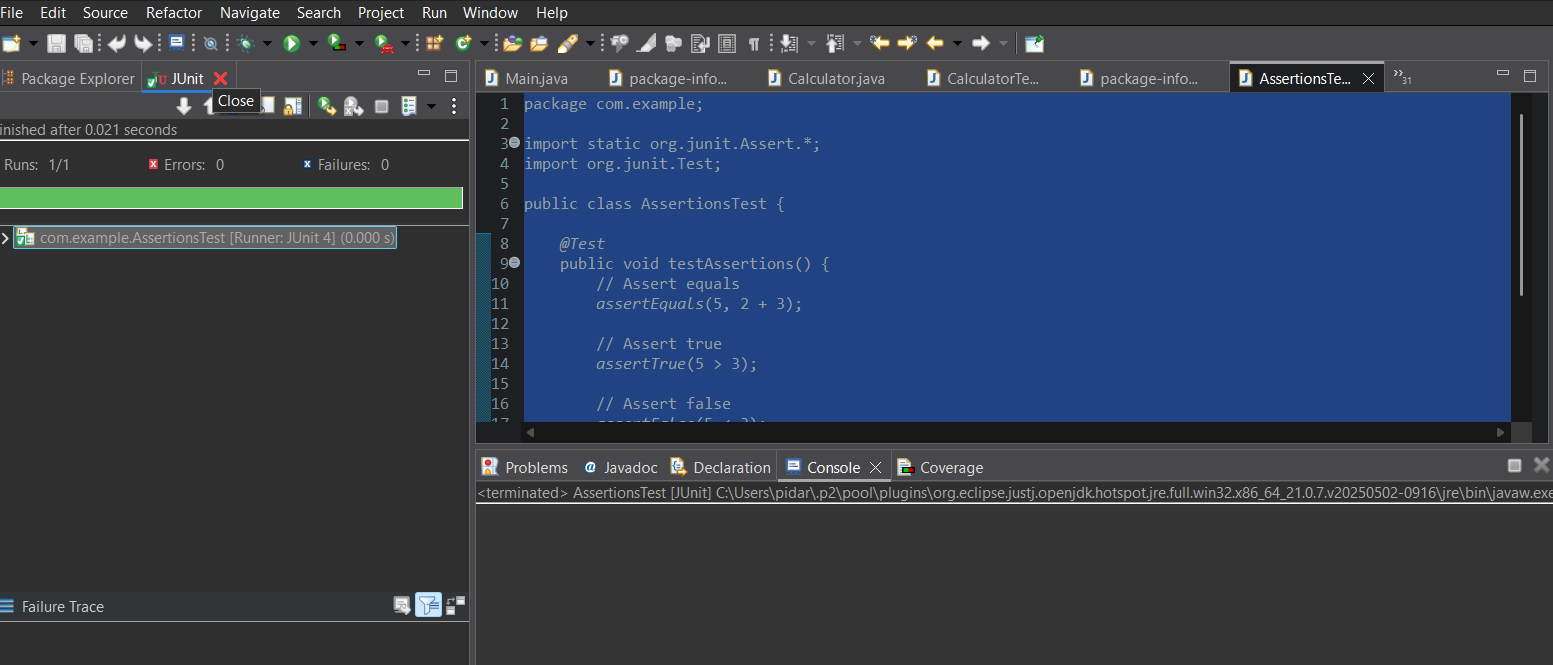 File Edit Source Refactor Navigate Search Project Run Window Help
Package Explorer JUnit
Close
inished after 0.021 seconds
Runs: 1/1 Errors: 0 Failures: 0
com.example.AssertionsTest [Runner: JUnit 4] (0.000 s)
Failure Trace
Main.java package-info... Calculator.java CalculatorTe... package-info... AssertionsTe... »31
1 package com.example;
2
3 import static org.junit.Assert.*;
4 import org.junit.Test;
5
6 public class AssertionsTest {
7
8 @Test
9 public void testAssertions() {
10 // Assert equals
11 assertEquals(5, 2 + 3);
12
13 // Assert true
14 assertTrue(5 > 3);
15
16 // Assert false
17 assertFalse(5 < 3);
Problems Javadoc Declaration Console Coverage
<terminated> AssertionsTest [JUnit] C:\Users\pidar\.p2\pool\plugins\org.eclipse.justj.openjdk.hotspot.jre.full.win32.x86_64_21.0.7.v20250502-0916\jre\bin\javaw.exe